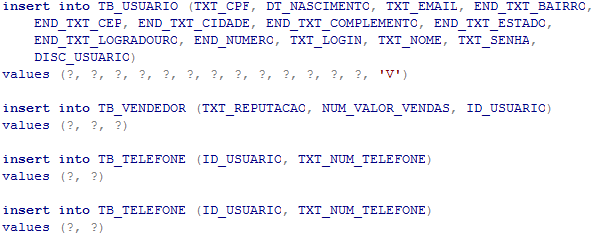 insert into TB_USUARIO (TXT_CPF, DT_NASCIMENTO, TXT_EMAIL, END_TXT_BAIRRO,
END_TXT_CEP, END_TXT_CIDADE, END_TXT_COMPLEMENTO, END_TXT_ESTADO,
END_TXT_LOGRADOURO, END_NUMERO, TXT_LOGIN, TXT_NOME, TXT_SENHA,
DISC_USUARIO)
values (?, ?, ?, ?, ?, ?, ?, ?, ?, ?, ?, ?, ?, 'V')
insert into TB_VENDEDOR (TXT_REPUTACAO, NUM_VALOR_VENDAS, ID_USUARIO)
values (?, ?, ?)
insert into TB_TELEFONE (ID_USUARIO, TXT_NUM_TELEFONE)
values (?, ?)
insert into TB_TELEFONE (ID_USUARIO, TXT_NUM_TELEFONE)
values (?, ?)